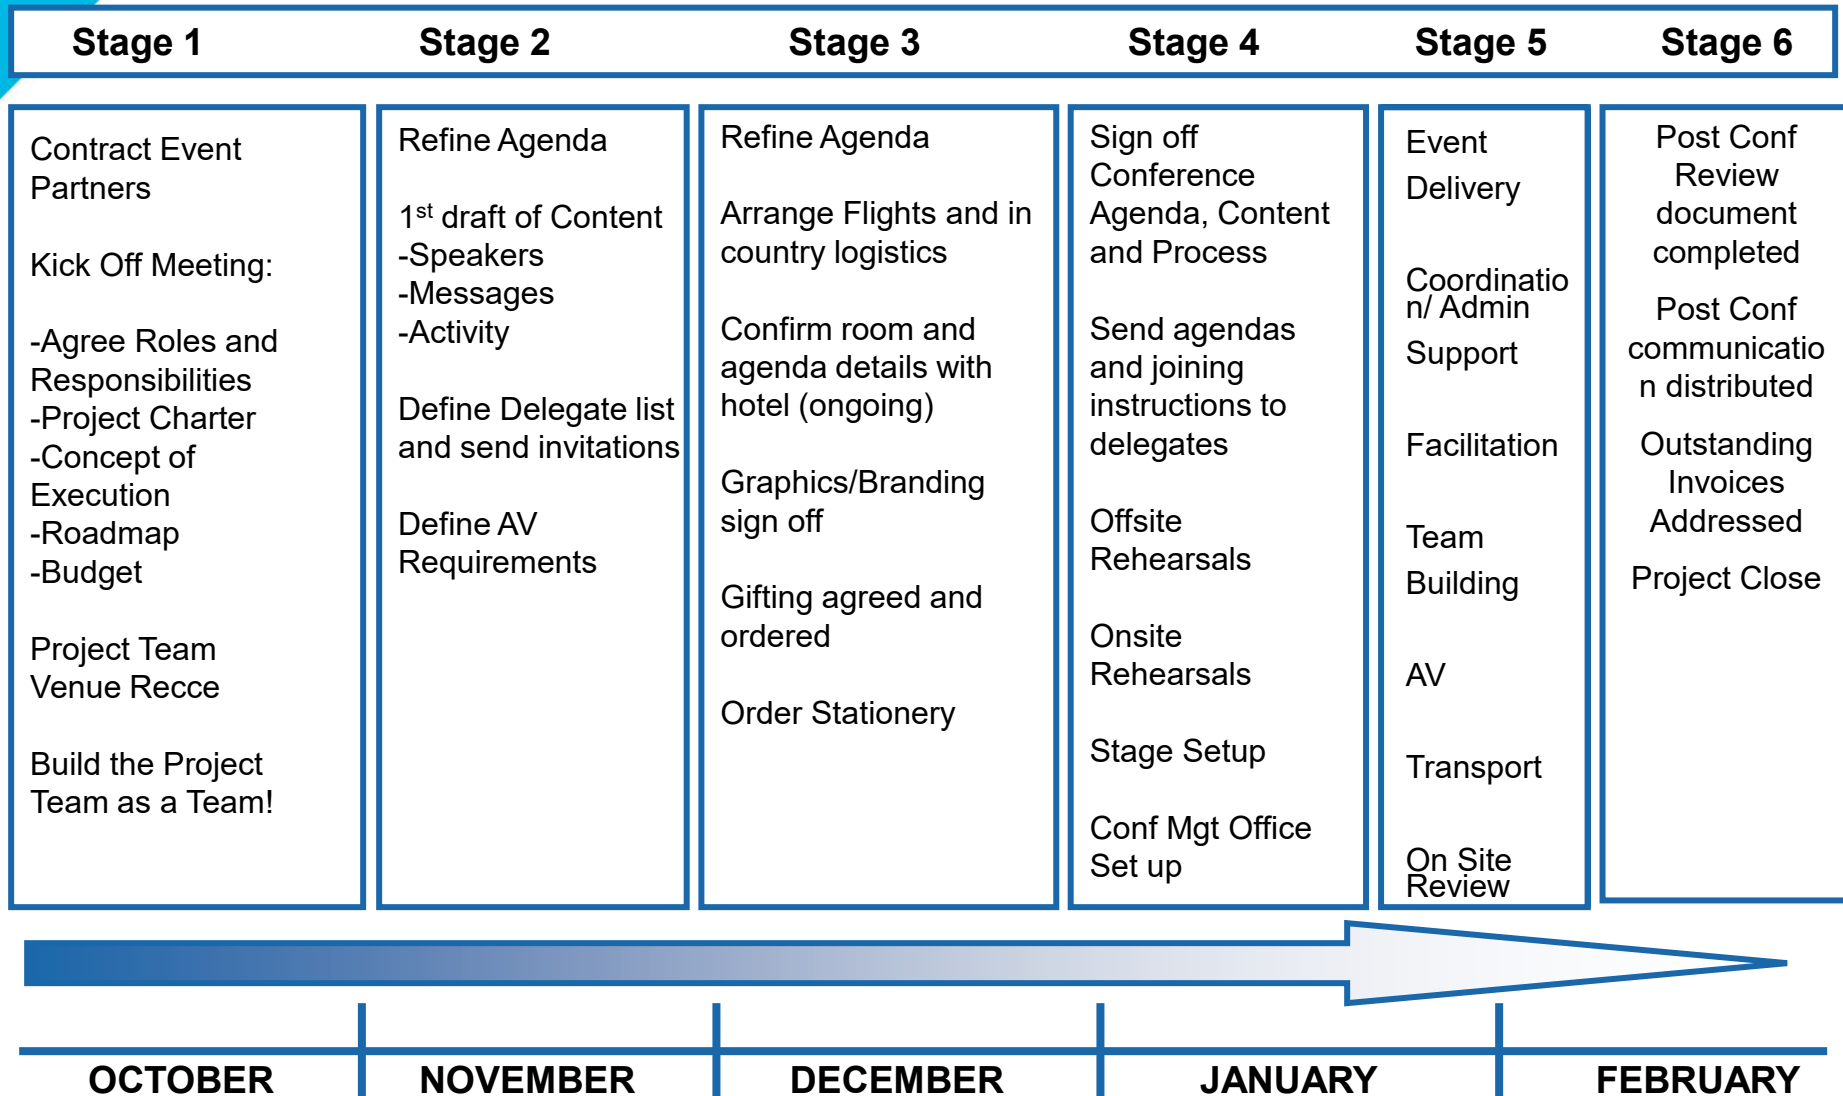 Stage 1
Stage 2
Stage 3
Stage 4
Stage 5
Stage 6
Contract Event
Partners
Kick Off Meeting:
-Agree Roles and
Responsibilities
-Project Charter
-Concept of
Execution
-Roadmap
-Budget
Project Team
Venue Recce
Build the Project
Team as a Team!
Refine Agenda
1st draft of Content
-Speakers
-Messages
-Activity
Define Delegate list
and send invitations
Define AV
Requirements
Refine Agenda
Arrange Flights and in
country logistics
Confirm room and
agenda details with
hotel (ongoing)
Graphics/Branding
sign off
Gifting agreed and
ordered
Order Stationery
Sign off
Conference
Agenda, Content
and Process
Send agendas
and joining
instructions to
delegates
Offsite
Rehearsals
Onsite
Rehearsals
Stage Setup
Conf Mgt Office
Set up
Event
Delivery
Coordinatio
n/ Admin
Support
Facilitation
Team
Building
AV
Transport
On Site
Review
Post Conf
Review
document
completed
Post Conf
communicatio
n distributed
Outstanding
Invoices
Addressed
Project Close
OCTOBER
NOVEMBER
DECEMBER
JANUARY
FEBRUARY